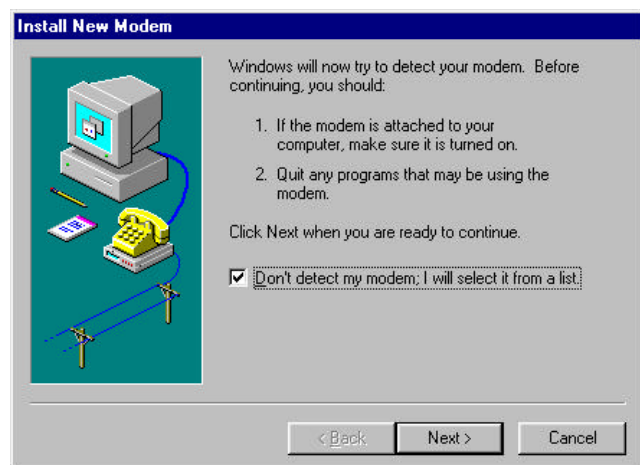 Install New Modem
Windows will now try to detect your modem. Before
continuing, you should:
1. If the modem is attached to your
computer, make sure it is turned on.
2. Quit any programs that may be using the
modem.
Click Next when you are ready to continue.
Don't detect my modem; I will select it from a list.
< Back
Next >
Cancel